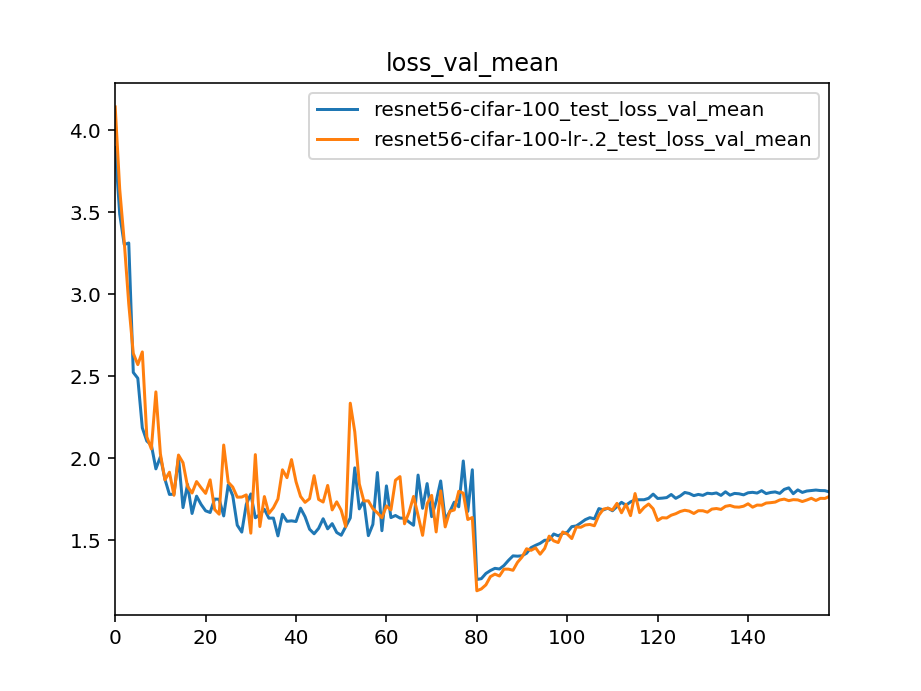 loss_val_mean
resnet56-cifar-100_test_loss_val_mean
resnet56-cifar-100-lr-.2_test_loss_val_mean
4.0
3.5
3.0
2.5
2.0
1.5
0 20 40 60 80 100 120 140